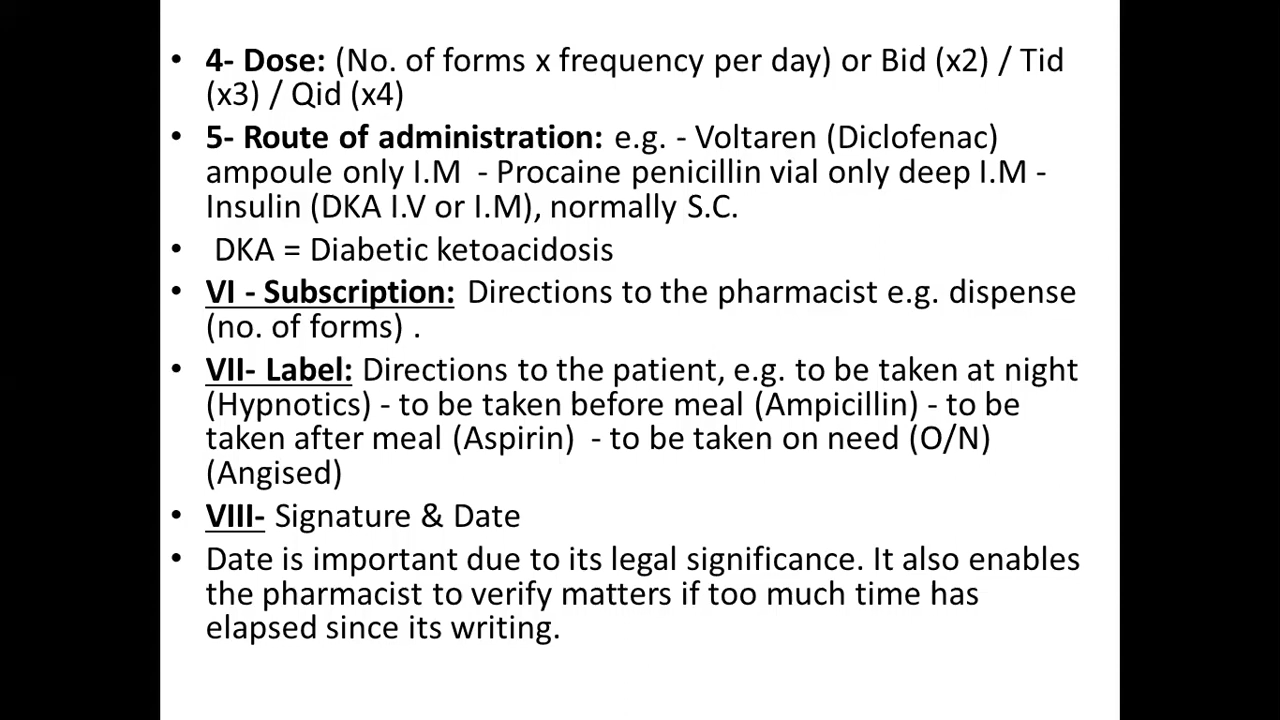 • 4- Dose: (No. of forms x frequency per day) or Bid (x2) / Tid
(x3) / Qid (x4)
• 5- Route of administration: e.g. - Voltaren (Diclofenac)
ampoule only I.M - Procaine penicillin vial only deep I.M -
Insulin (DKA I.V or I.M), normally S.C.
• DKA = Diabetic ketoacidosis
• VI - Subscription: Directions to the pharmacist e.g. dispense
(no. of forms) .
• VII- Label: Directions to the patient, e.g. to be taken at night
(Hypnotics) - to be taken before meal (Ampicillin) - to be
taken after meal (Aspirin) - to be taken on need (O/N)
(Angised)
• VIII- Signature & Date
• Date is important due to its legal significance. It also enables
the pharmacist to verify matters if too much time has
elapsed since its writing.